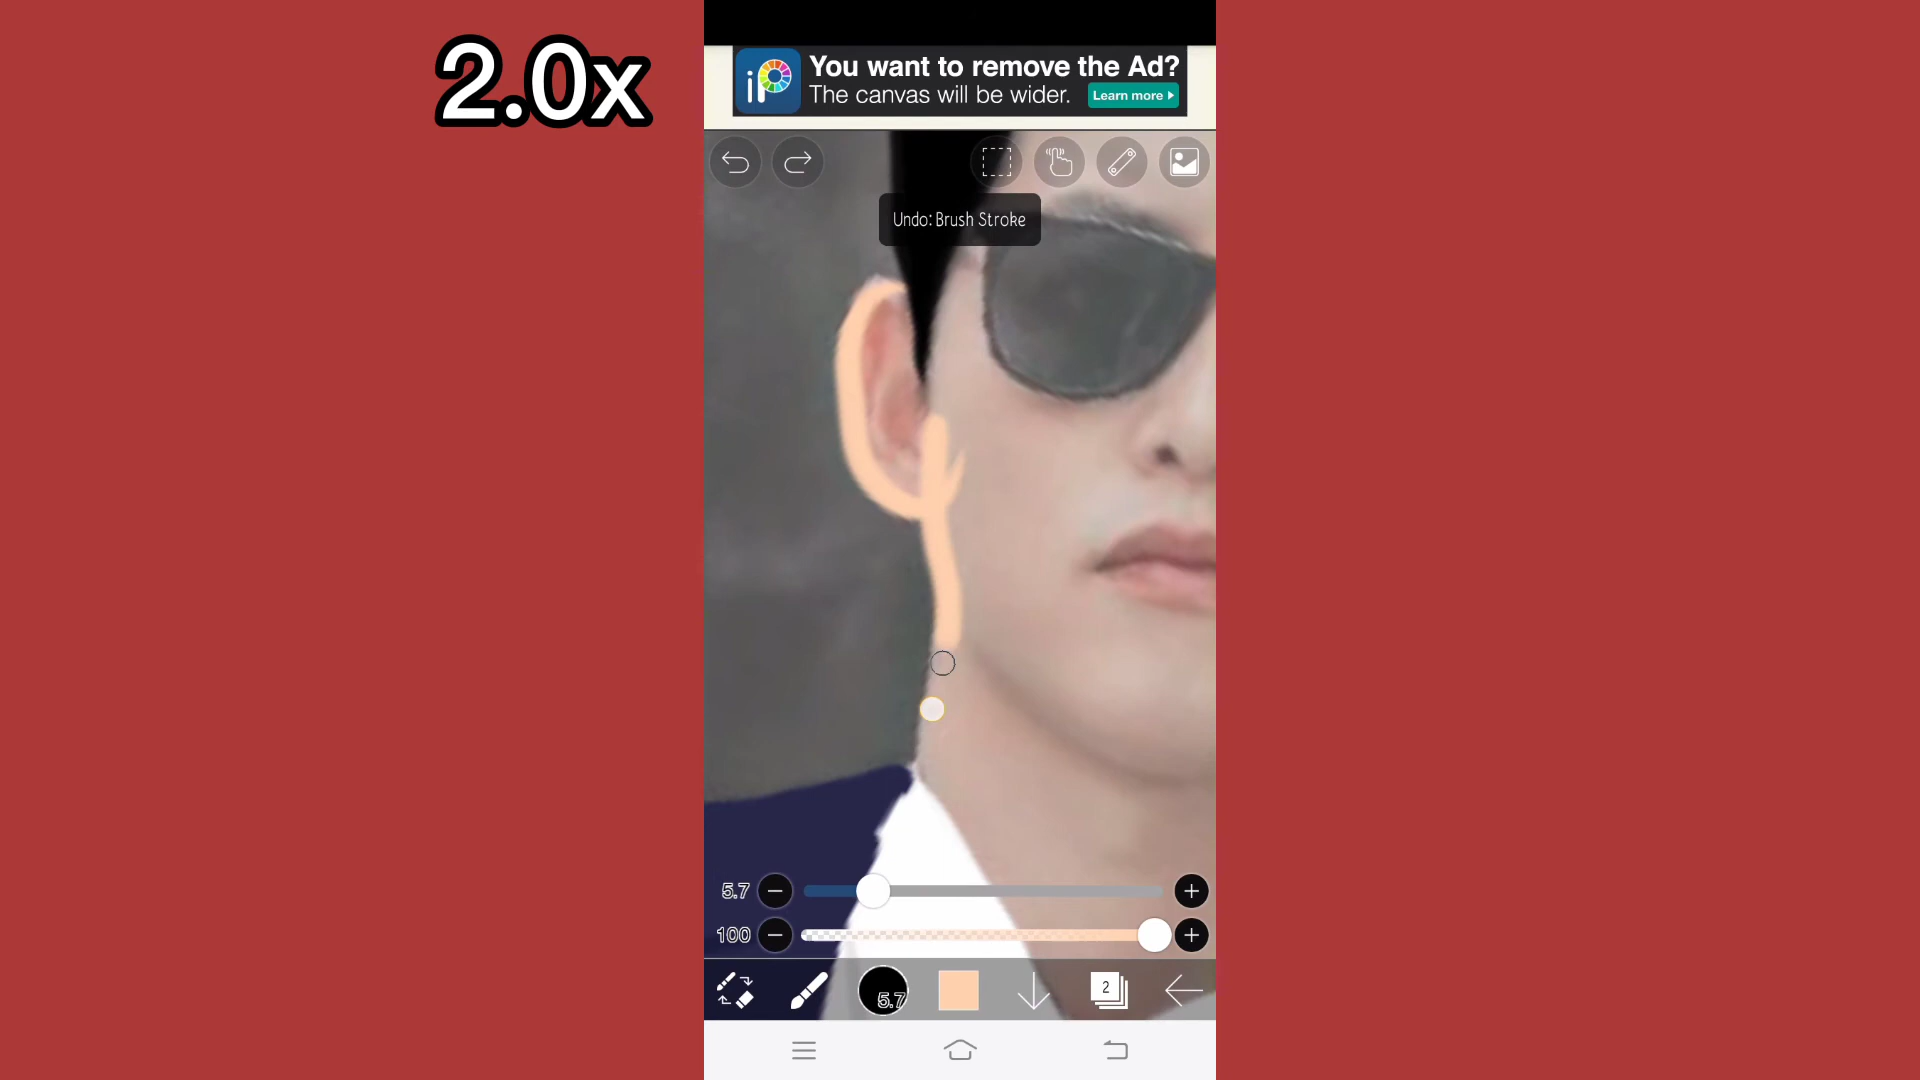 2.0x
iP
You want to remove the Ad?
The canvas will be wider.
Learn more
Undo: Brush Stroke
5.7
100
5.7
2